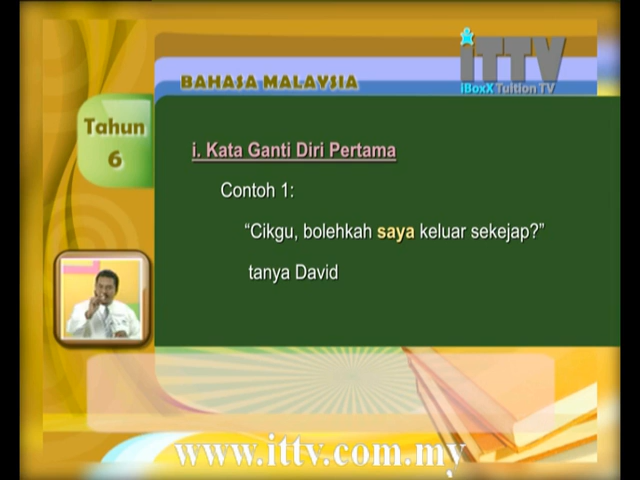 iTTV
BAHASA MALAYSIA
iBoxX Tuition TV
Tahun
6
i. Kata Ganti Diri Pertama
Contoh 1:
“Cikgu, bolehkah saya keluar sekejap?”
tanya David
www.ittv.com.my